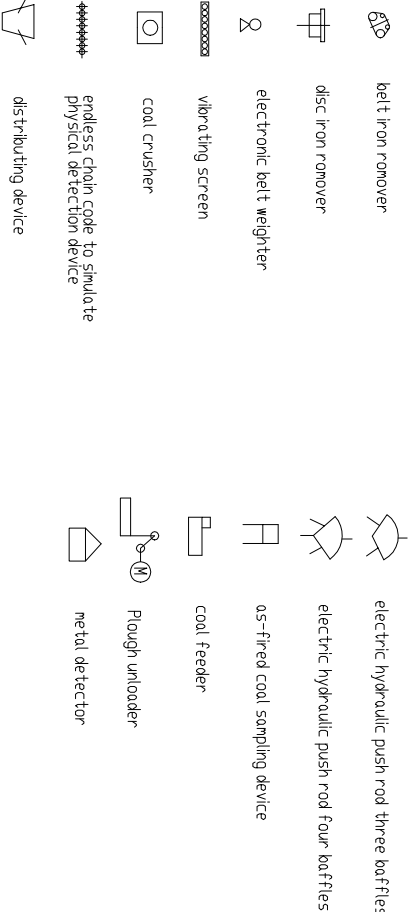 belt iron romover
disc iron romover
electronic belt weighter
vibrating screen
coal crusher
endless chain code to simulate
physical detection device
distributing device
electric hydraulic push rod three baffles
electric hydraulic push rod four baffles
as-fired coal sampling device
coal feeder
Plough unloader
M
metal detector